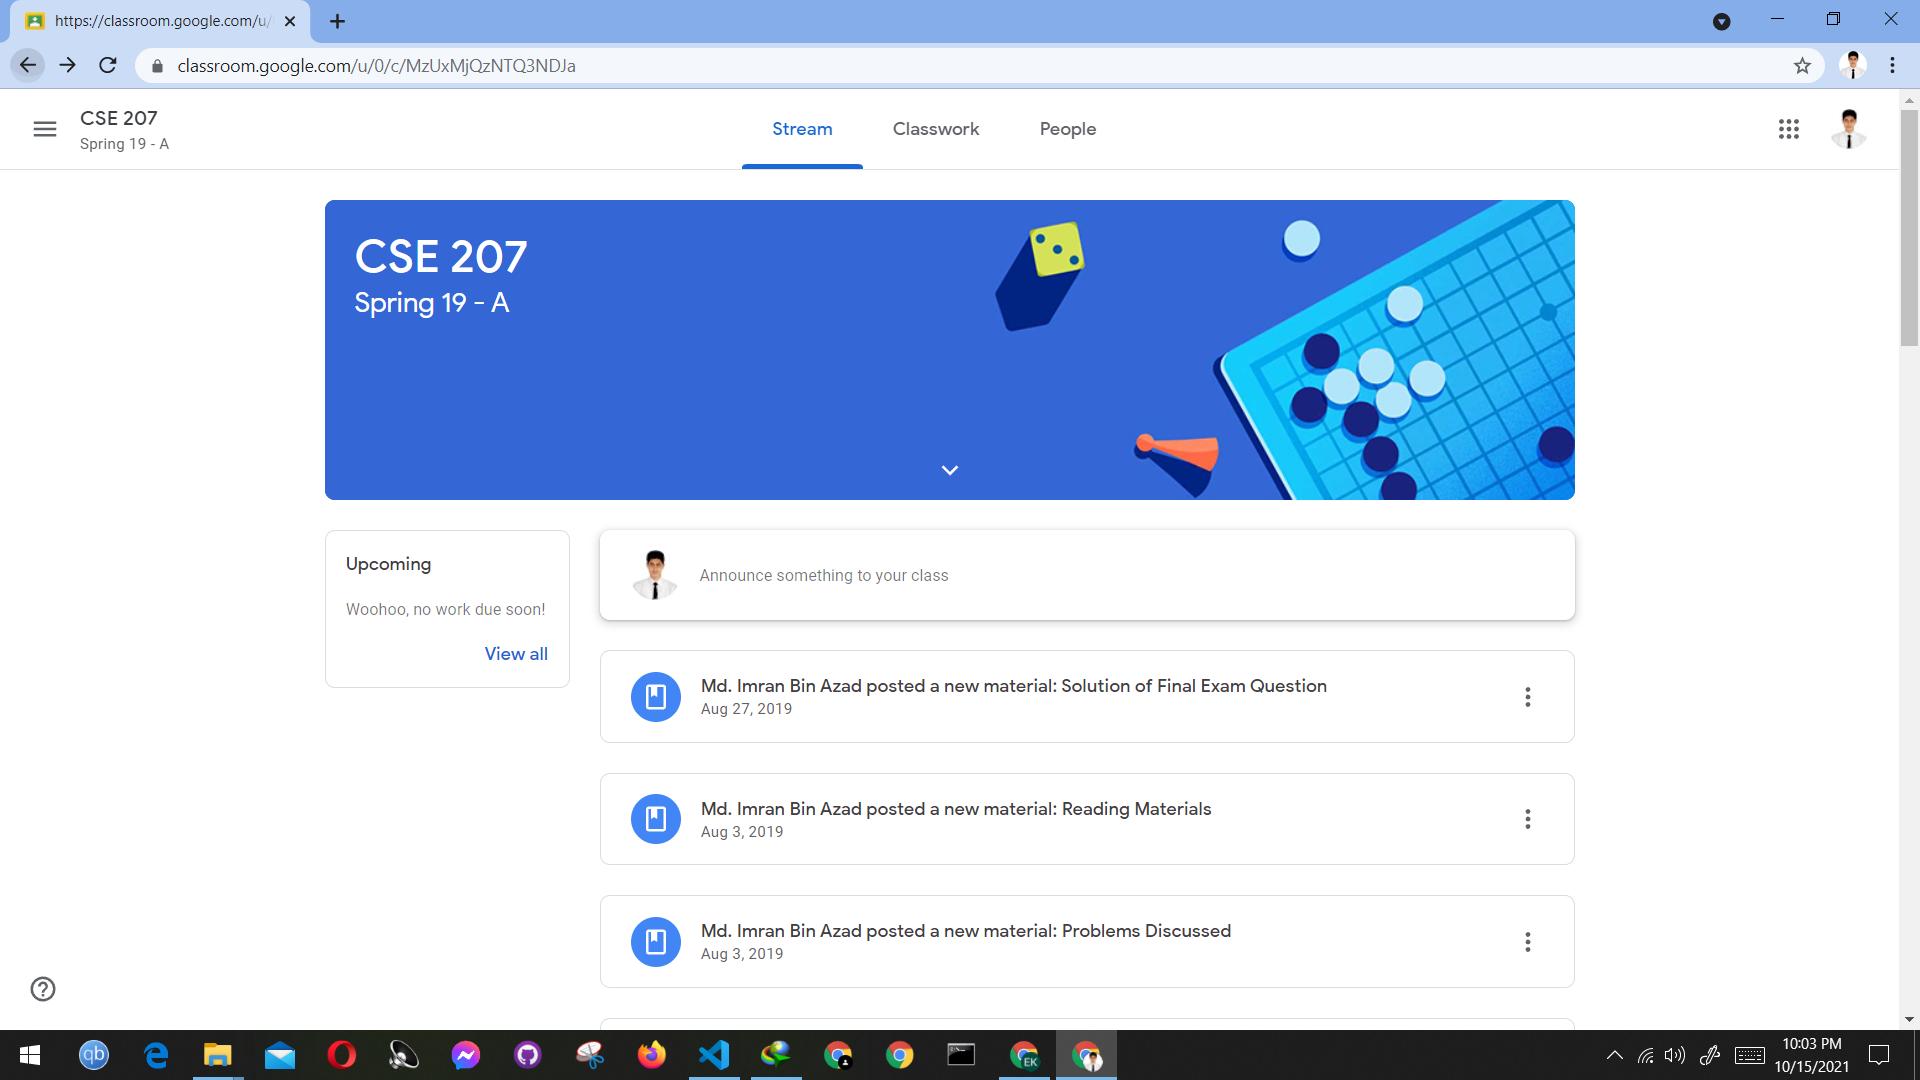 https://classroom.google.com/u/
classroom.google.com/u/0/c/MzUxMjQzNTQ3NDJa
CSE 207
Spring 19 - A
Stream
Classwork
People
CSE 207
Spring 19 - A
Upcoming
Woohoo, no work due soon!
View all
Announce something to your class
Md. Imran Bin Azad posted a new material: Solution of Final Exam Question
Aug 27, 2019
Md. Imran Bin Azad posted a new material: Reading Materials
Aug 3, 2019
Md. Imran Bin Azad posted a new material: Problems Discussed
Aug 3, 2019
qb
EK
10:03 PM
10/15/2021